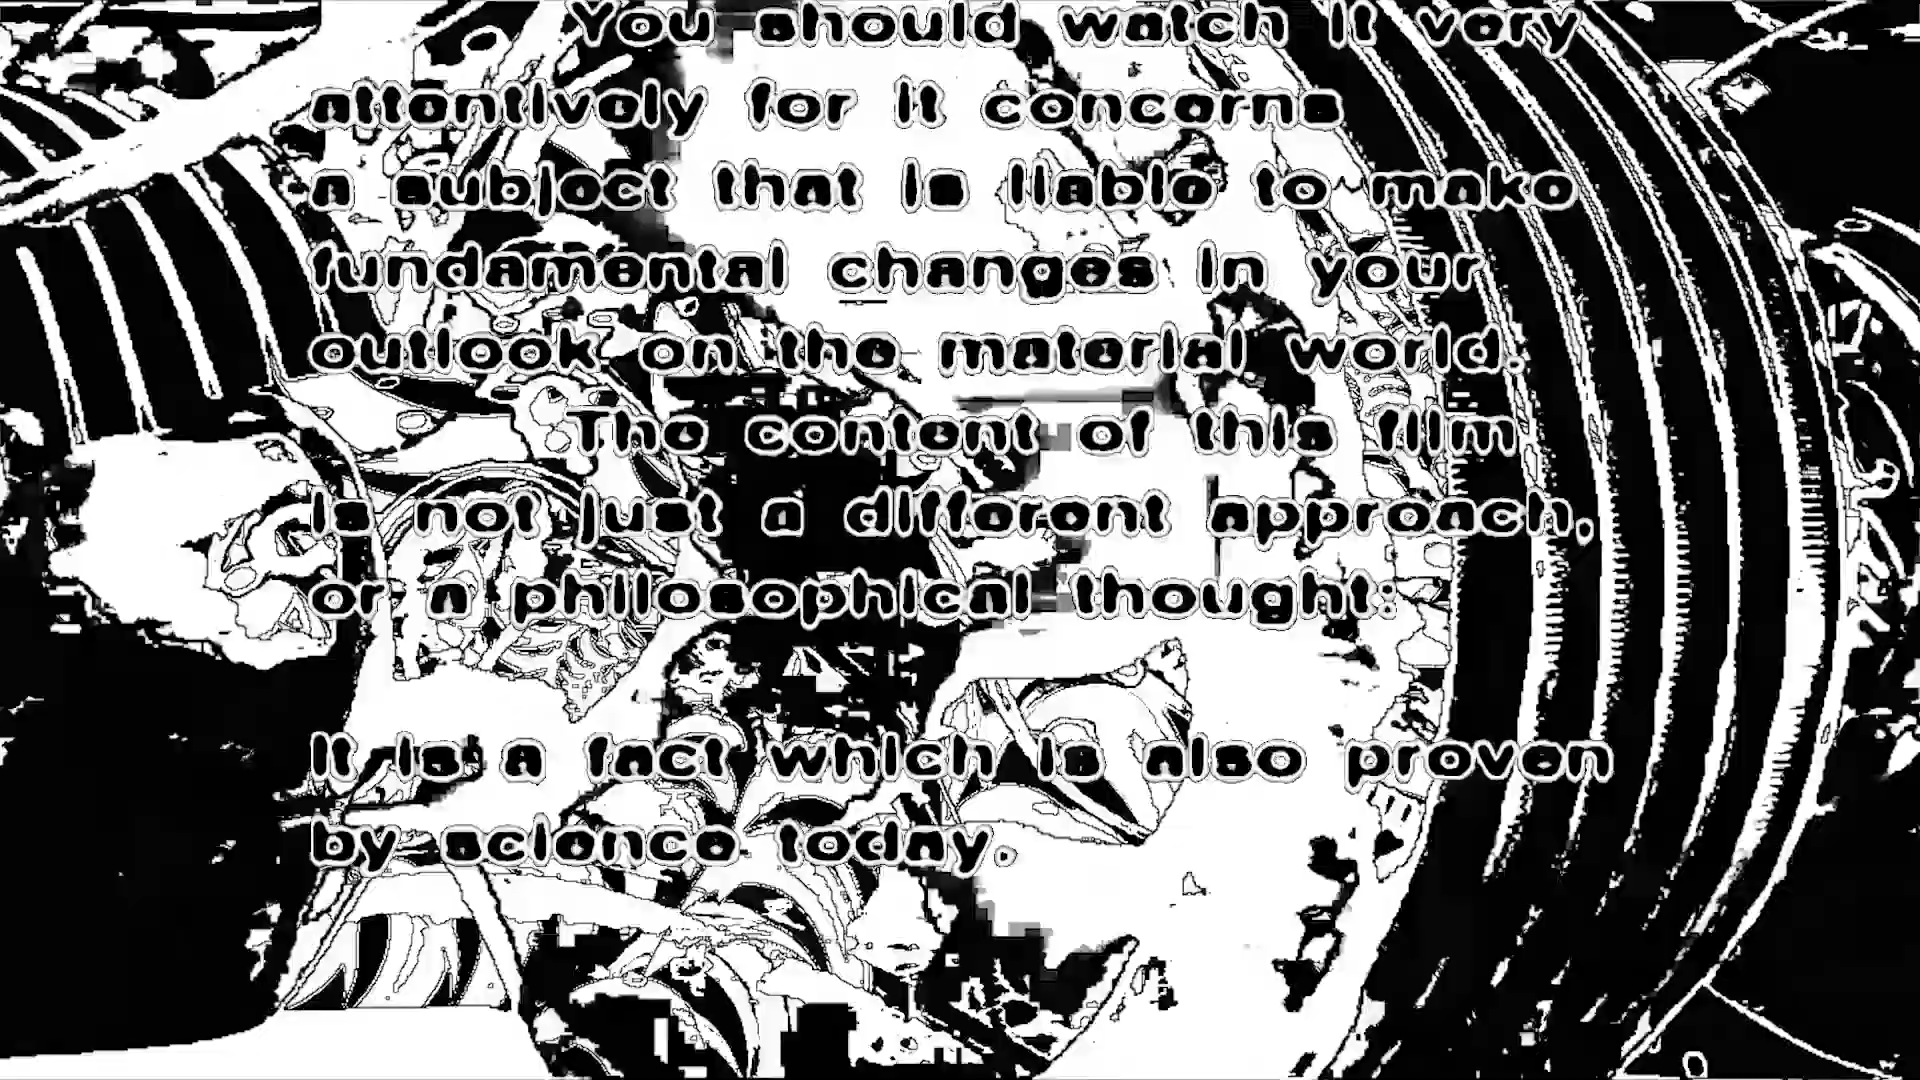 You should watch it very
attentively for it concerns
a subject that is liable to make
fundamental changes in your
outlook on the material world.
The content of this film
is not just a different approach,
or a philosophical thought:
It is a fact which is also proven
by science today.